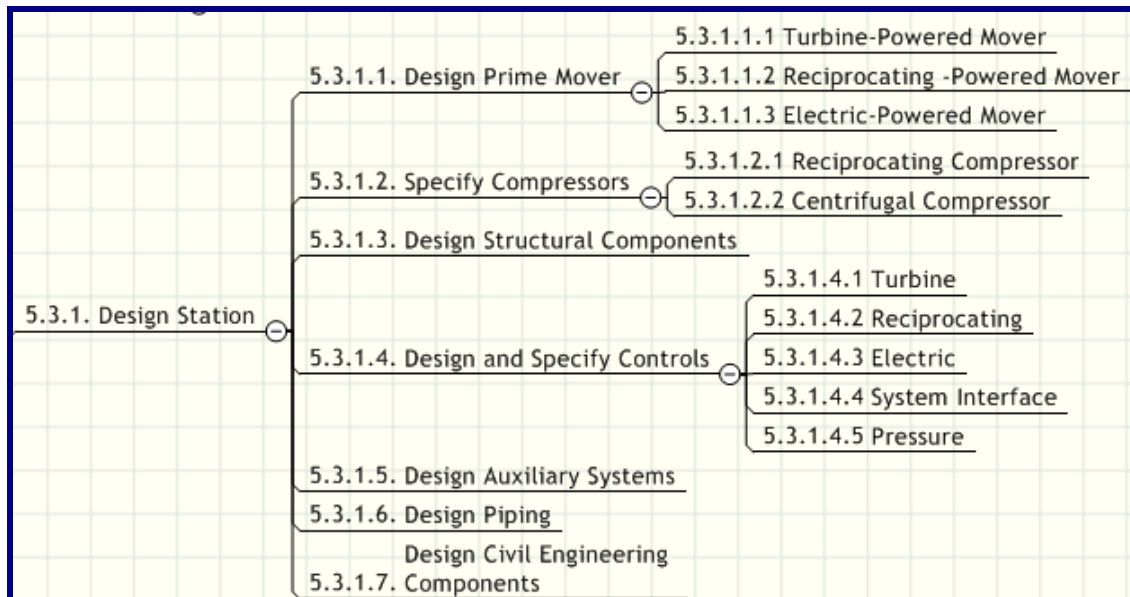 5.3.1. Design Station
5.3.1.1. Design Prime Mover
5.3.1.1.1 Turbine-Powered Mover
5.3.1.1.2 Reciprocating -Powered Mover
5.3.1.1.3 Electric-Powered Mover
5.3.1.2. Specify Compressors
5.3.1.2.1 Reciprocating Compressor
5.3.1.2.2 Centrifugal Compressor
5.3.1.3. Design Structural Components
5.3.1.4. Design and Specify Controls
5.3.1.4.1 Turbine
5.3.1.4.2 Reciprocating
5.3.1.4.3 Electric
5.3.1.4.4 System Interface
5.3.1.4.5 Pressure
5.3.1.5. Design Auxiliary Systems
5.3.1.6. Design Piping
Design Civil Engineering
5.3.1.7. Components